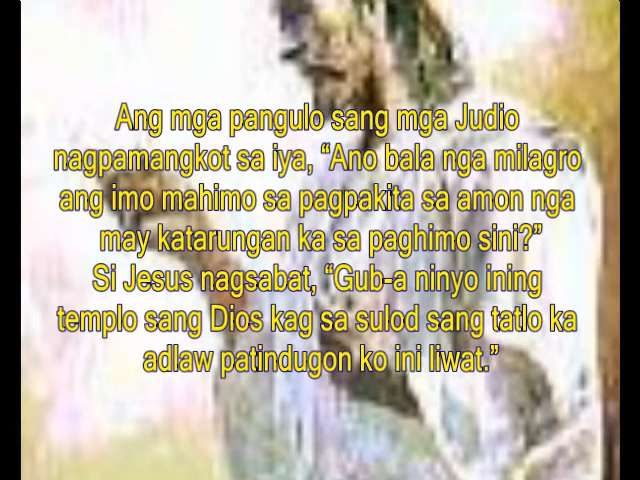 Ang mga pangulo sang mga Judio
nagpamangkot sa iya, “Ano bala nga milagro
ang imo mahimo sa pagpakita sa amon nga
may katarungan ka sa paghimo sini?”
Si Jesus nagsabat, “Gub-a ninyo ining
templo sang Dios kag sa sulod sang tatlo ka
adlaw patindugon ko ini liwat.”